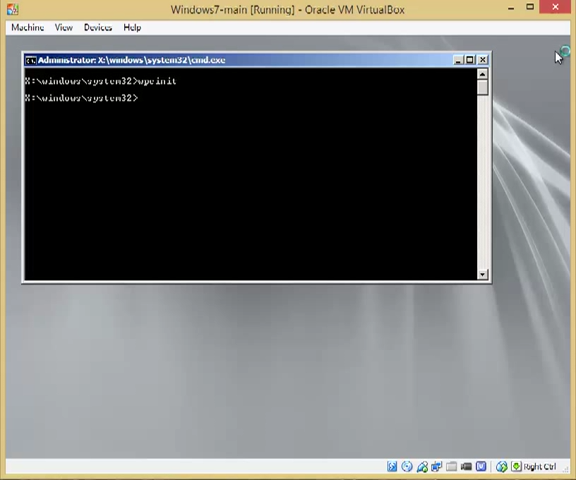 Windows7-main [Running] - Oracle VM VirtualBox
Machine View Devices Help
Administrator: X:\windows\system32\cmd.exe
X:\windows\system32>wpeinit
X:\windows\system32>
Right Ctrl